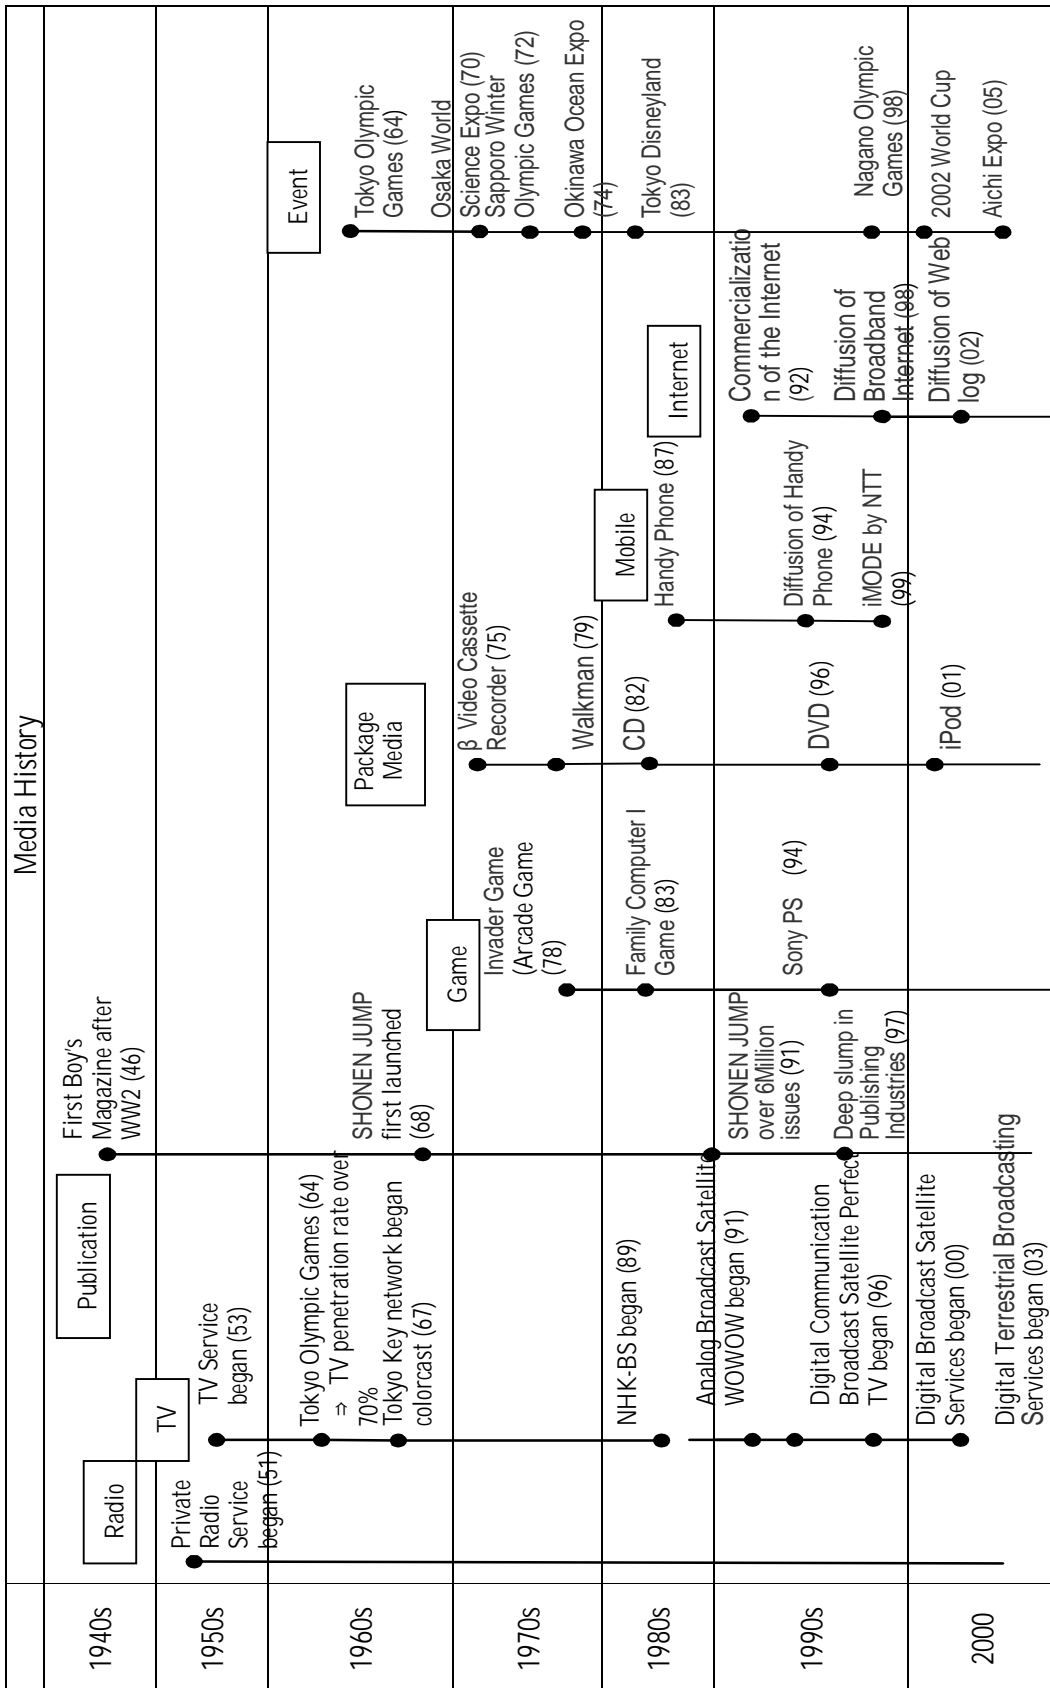 Media History
1940s
1950s
1960s
1970s
1980s
1990s
2000
Radio
Private
Radio
Service
began (51)
TV
TV Service
began (53)
Tokyo Olympic Games (64)
⇒ TV penetration rate over
70%
Tokyo Key network began
colorcast (67)
NHK-BS began (89)
Analog Broadcast Satellite
WOWOW began (91)
Digital Communication
Broadcast Satellite Perfect
TV began (96)
Digital Broadcast Satellite
Services began (00)
Digital Terrestrial Broadcasting
Services began (03)
Publication
First Boy's
Magazine after
WW2 (46)
SHONEN JUMP
first launched
(68)
SHONEN JUMP
over 6Million
issues (91)
Deep slump in
Publishing
Industries (97)
Game
Invader Game
(Arcade Game
(78)
Family Computer I
Game (83)
Sony PS (94)
Package
Media
β Video Cassette
Recorder (75)
Walkman (79)
CD (82)
DVD (96)
iPod (01)
Mobile
Handy Phone (87)
Diffusion of Handy
Phone (94)
iMODE by NTT
(99)
Internet
Commercializatio
n of the Internet
(92)
Diffusion of
Broadband
Internet (98)
Diffusion of Web
log (02)
Event
Tokyo Olympic
Games (64)
Osaka World
Science Expo (70)
Sapporo Winter
Olympic Games (72)
Okinawa Ocean Expo
(74)
Tokyo Disneyland
(83)
Nagano Olympic
Games (98)
2002 World Cup
Aichi Expo (05)